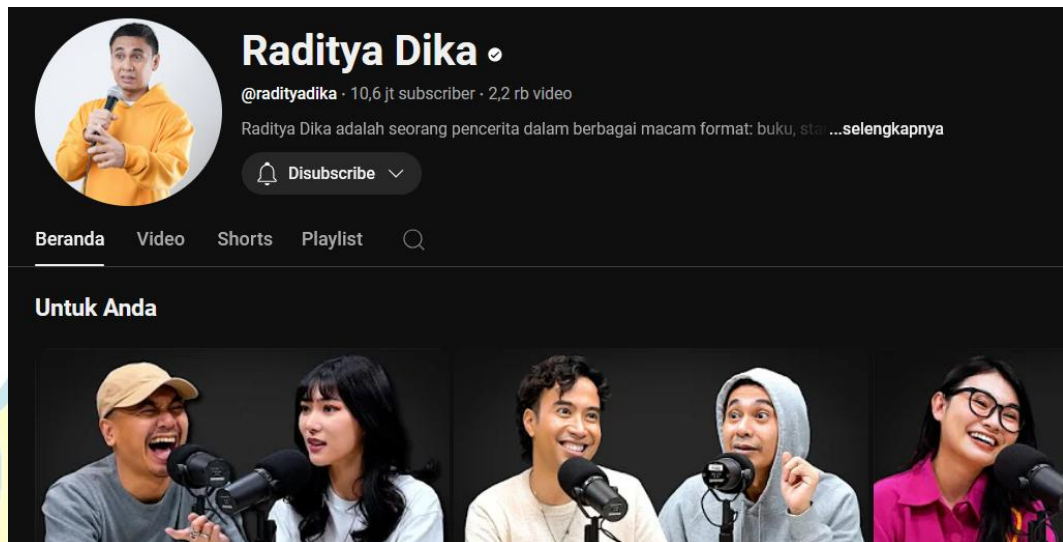 Raditya Dika
@radityadika · 10,6 jt subscriber · 2,2 rb video
Raditya Dika adalah seorang pencerita dalam berbagai macam format: buku, sta...selengkapnya
Disubscribe
Beranda Video Shorts Playlist
Untuk Anda